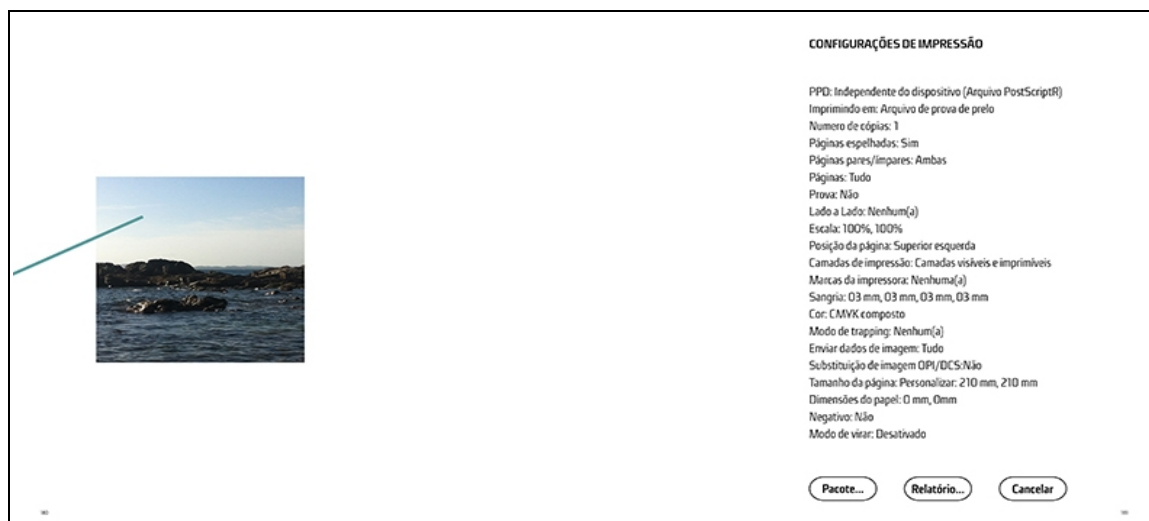 CONFIGURAÇÕES DE IMPRESSÃO
PPD: Independente do dispositivo (Arquivo PostScriptR)
Imprimindo em: Arquivo de prova de prelo
Numero de cópias: 1
Páginas espelhadas: Sim
Páginas pares/ímpares: Ambas
Páginas: Tudo
Prova: Não
Lado a Lado: Nenhum(a)
Escala: 100%, 100%
Posição da página: Superior esquerda
Camadas de impressão: Camadas visíveis e imprimíveis
Marcas da impressora: Nenhuma(a)
Sangria: 03 mm, 03 mm, 03 mm, 03 mm
Cor: CMYK composto
Modo de trapping: Nenhum(a)
Enviar dados de imagem: Tudo
Substituição de imagem OPI/DCS:Não
Tamanho da página: Personalizar: 210 mm, 210 mm
Dimensões do papel: 0 mm, 0mm
Negativo: Não
Modo de virar: Desativado
Pacote... Relatório... Cancelar